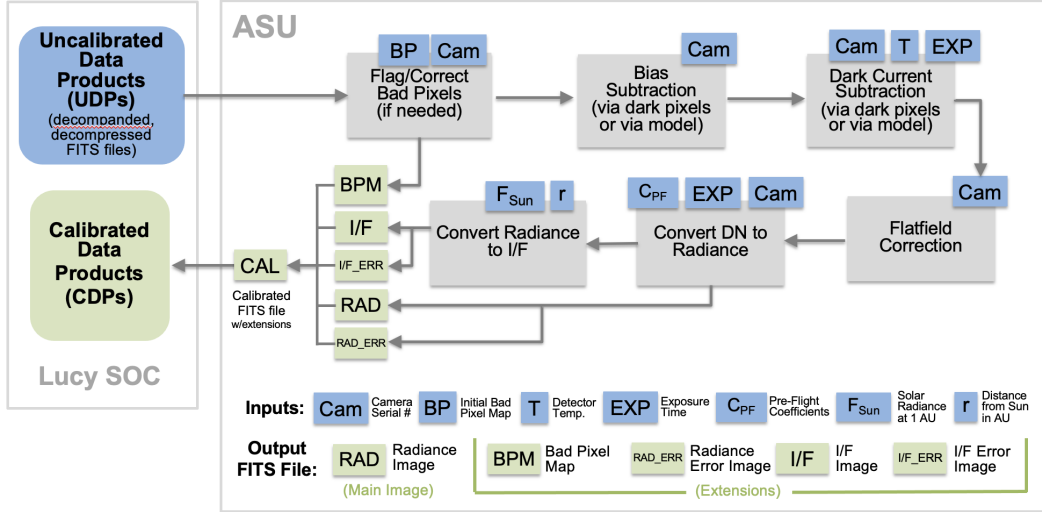 ASU
Uncalibrated
Data
Products
(UDPs)
(decompanded,
decompressed
FITS files)
BP Cam
Flag/Correct
Bad Pixels
(if needed)
Cam
Bias
Subtraction
(via dark pixels
or via model)
Cam T EXP
Dark Current
Subtraction
(via dark pixels
or via model)
Cam
Flatfield
Correction
CPF EXP Cam
Convert DN to
Radiance
FSun r
Convert Radiance
to I/F
BPM
I/F
I/F_ERR
RAD
RAD_ERR
CAL
Calibrated
FITS file
w/extensions
Calibrated
Data
Products
(CDPs)
Lucy SOC
Inputs:
Cam Camera
Serial #
BP Initial Bad
Pixel Map
T Detector
Temp.
EXP Exposure
Time
CPF Pre-Flight
Coefficients
FSun Solar
Radiance
at 1 AU
r Distance
from Sun
in AU
Output
FITS File:
RAD Radiance
Image
(Main Image)
BPM Bad Pixel
Map
RAD_ERR Radiance
Error Image
I/F I/F
Image
I/F_ERR I/F Error
Image
(Extensions)